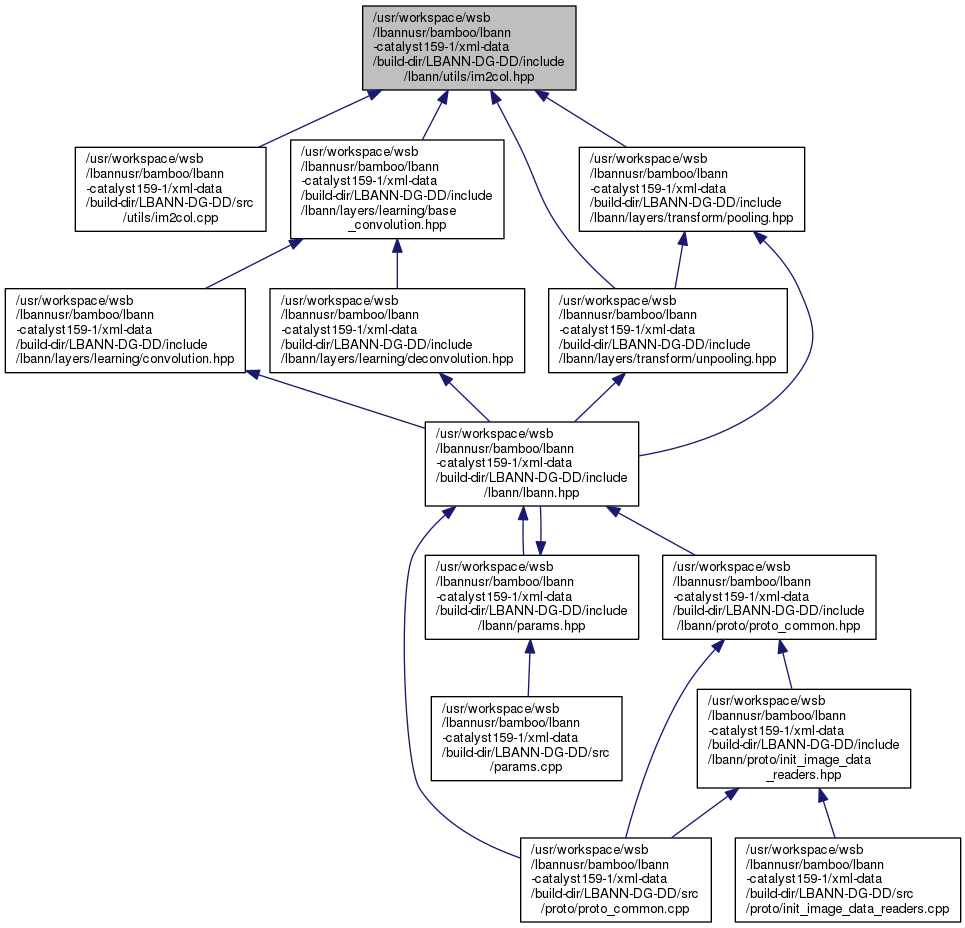 /usr/workspace/wsb
/lbannusr/bamboo/lbann
-catalyst159-1/xml-data
/build-dir/LBANN-DG-DD/include
/lbann/utils/im2col.hpp
/usr/workspace/wsb
/lbannusr/bamboo/lbann
-catalyst159-1/xml-data
/build-dir/LBANN-DG-DD/src
/utils/im2col.cpp
/usr/workspace/wsb
/lbannusr/bamboo/lbann
-catalyst159-1/xml-data
/build-dir/LBANN-DG-DD/include
/lbann/layers/learning/base
_convolution.hpp
/usr/workspace/wsb
/lbannusr/bamboo/lbann
-catalyst159-1/xml-data
/build-dir/LBANN-DG-DD/include
/lbann/layers/transform/pooling.hpp
/usr/workspace/wsb
/lbannusr/bamboo/lbann
-catalyst159-1/xml-data
/build-dir/LBANN-DG-DD/include
/lbann/layers/learning/convolution.hpp
/usr/workspace/wsb
/lbannusr/bamboo/lbann
-catalyst159-1/xml-data
/build-dir/LBANN-DG-DD/include
/lbann/layers/learning/deconvolution.hpp
/usr/workspace/wsb
/lbannusr/bamboo/lbann
-catalyst159-1/xml-data
/build-dir/LBANN-DG-DD/include
/lbann/layers/transform/unpooling.hpp
/usr/workspace/wsb
/lbannusr/bamboo/lbann
-catalyst159-1/xml-data
/build-dir/LBANN-DG-DD/include
/lbann/lbann.hpp
/usr/workspace/wsb
/lbannusr/bamboo/lbann
-catalyst159-1/xml-data
/build-dir/LBANN-DG-DD/include
/lbann/params.hpp
/usr/workspace/wsb
/lbannusr/bamboo/lbann
-catalyst159-1/xml-data
/build-dir/LBANN-DG-DD/include
/lbann/proto/proto_common.hpp
/usr/workspace/wsb
/lbannusr/bamboo/lbann
-catalyst159-1/xml-data
/build-dir/LBANN-DG-DD/src
/params.cpp
/usr/workspace/wsb
/lbannusr/bamboo/lbann
-catalyst159-1/xml-data
/build-dir/LBANN-DG-DD/include
/lbann/proto/init_image_data
_readers.hpp
/usr/workspace/wsb
/lbannusr/bamboo/lbann
-catalyst159-1/xml-data
/build-dir/LBANN-DG-DD/src
/proto/proto_common.cpp
/usr/workspace/wsb
/lbannusr/bamboo/lbann
-catalyst159-1/xml-data
/build-dir/LBANN-DG-DD/src
/proto/init_image_data_readers.cpp